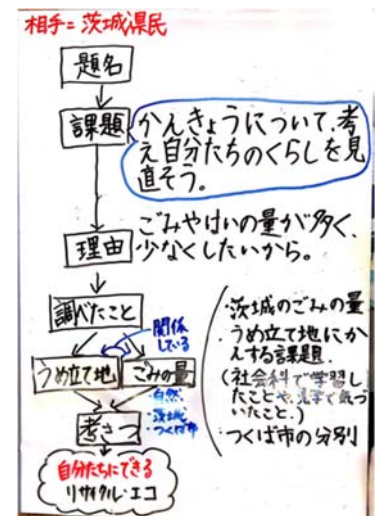 相手=茨城県民
題名
課題
かんきょうについて、考
え自分たちのくらしを見
直そう。
理由
ごみやはいの量が多く、
少なくしたいから。
調べたこと
関係
している
うめ立て地
ごみの量
・自然
・茨城
・つくば市
考さつ
自分たちにできる
リサイクル・エコ
・茨城のごみの量
・うめ立て地にか
んする課題.
(社会科で学習し
たことや、見学で気づ
いたこと.)
・つくば市の分別